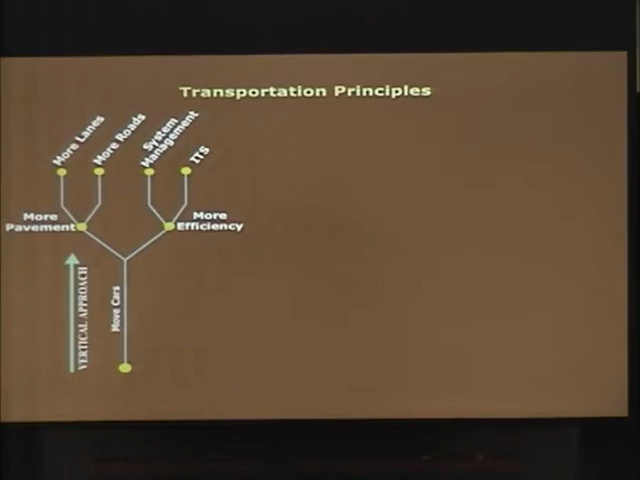 Transportation Principles
More Lanes
More Roads
System
Management
ITS
More
Pavement
More
Efficiency
VERTICAL APPROACH
Move Cars